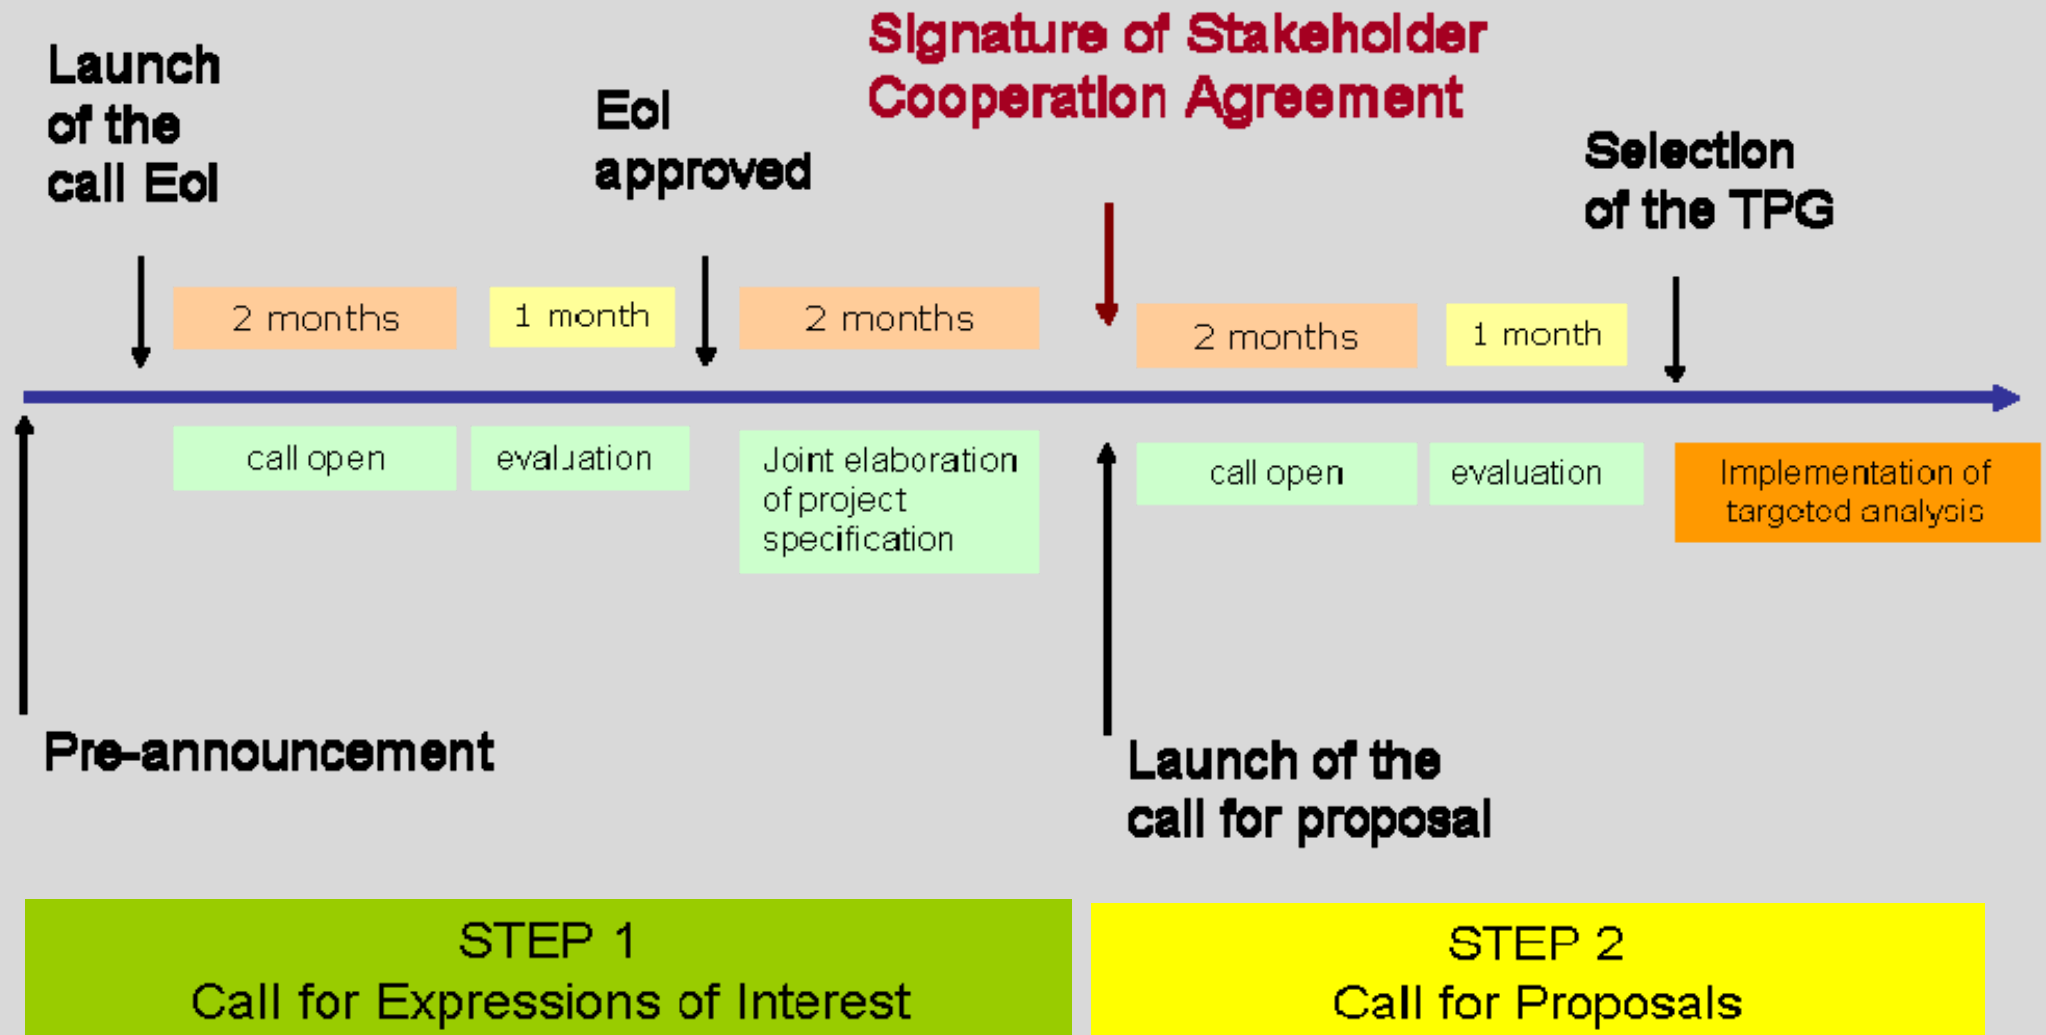 Launch
of the
call EoI
EoI
approved
Signature of Stakeholder
Cooperation Agreement
Selection
of the TPG
2 months
1 month
2 months
2 months
1 month
call open
evaluation
Joint elaboration
of project
specification
call open
evaluation
Implementation of
targeted analysis
Pre-announcement
Launch of the
call for proposal
STEP 1
Call for Expressions of Interest
STEP 2
Call for Proposals